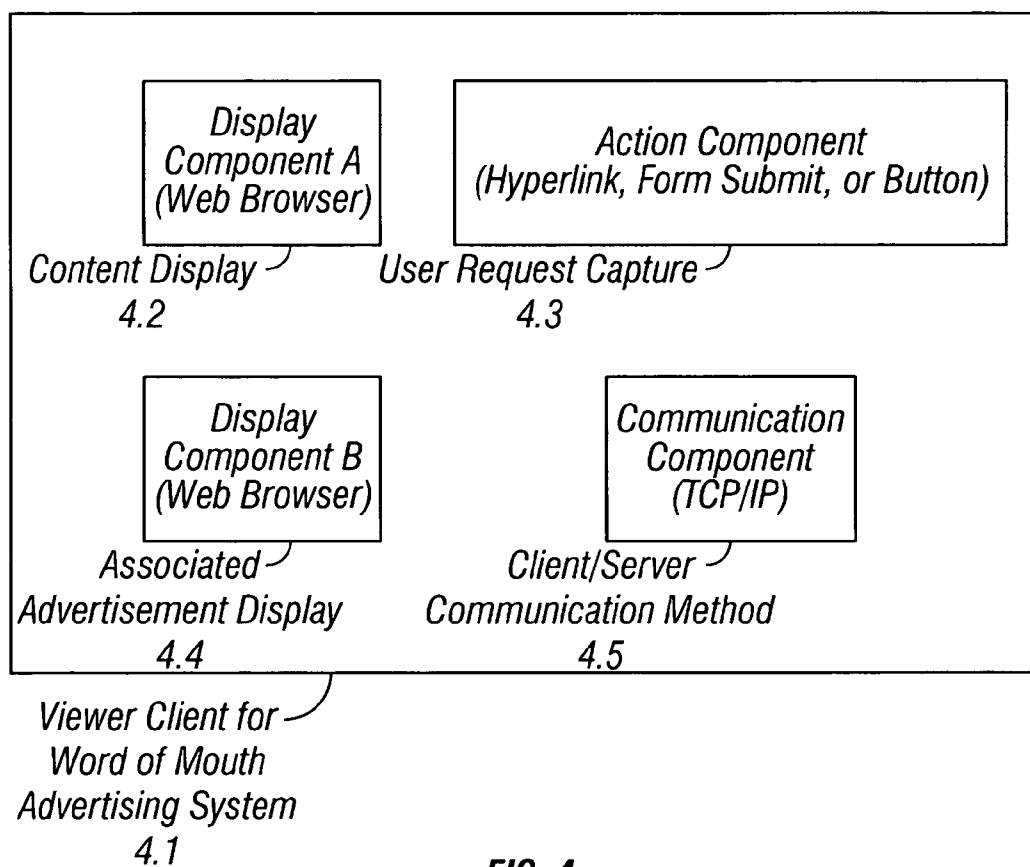 Display
Component A
(Web Browser)
Action Component
(Hyperlink, Form Submit, or Button)
Content Display
4.2
User Request Capture
4.3
Display
Component B
(Web Browser)
Communication
Component
(TCP/IP)
Associated
Advertisement Display
4.4
Client/Server
Communication Method
4.5
Viewer Client for
Word of Mouth
Advertising System
4.1
FIG. 4